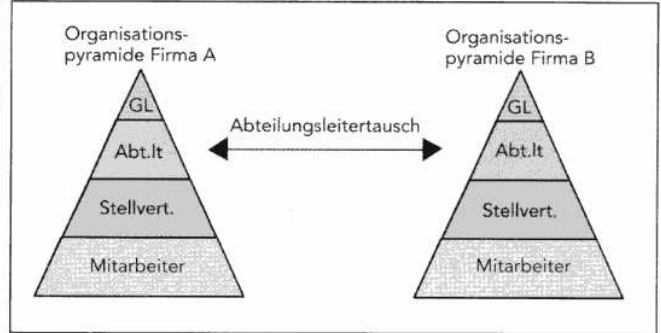 Organisations-
pyramide Firma A
GL
Abt.lt
Stellvert.
Mitarbeiter
Abteilungsleitertausch
Organisations-
pyramide Firma B
GL
Abt.lt
Stellvert.
Mitarbeiter